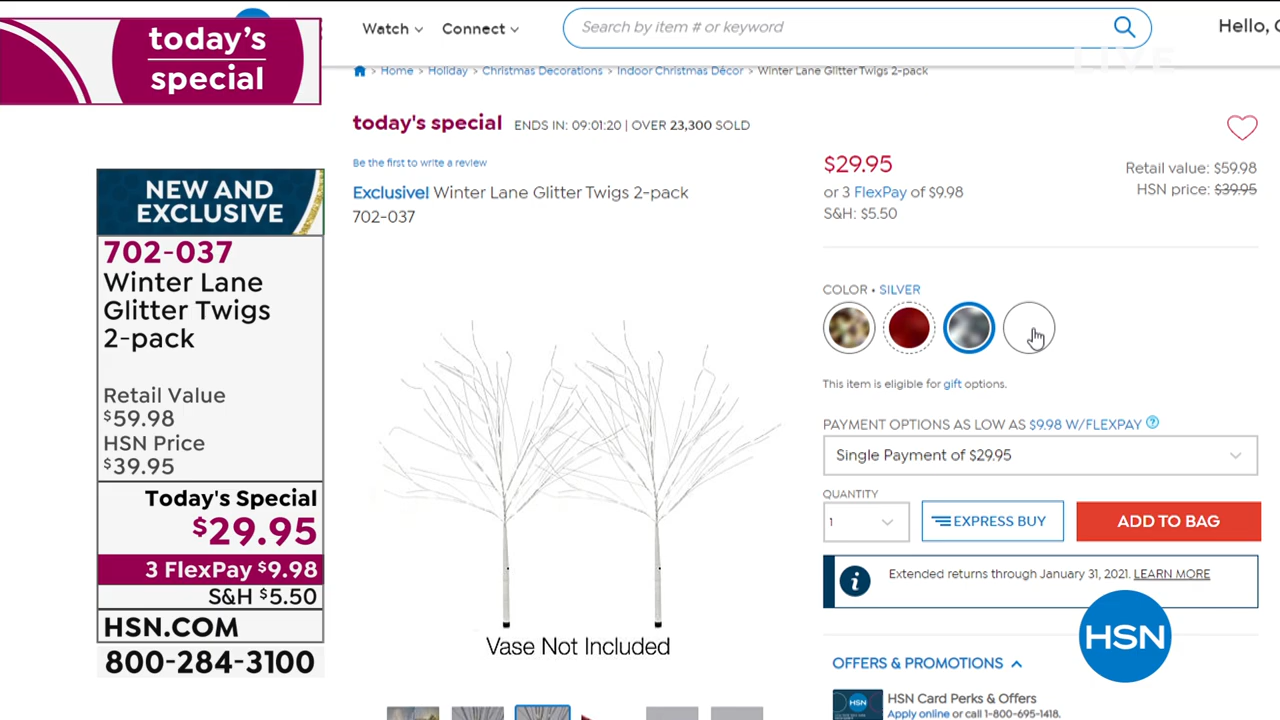 today's
special
Watch
Connect
Search by item # or keyword
Hello, C
LIVE
> Home > Holiday > Christmas Decorations > Indoor Christmas Décor > Winter Lane Glitter Twigs 2-pack
today's special ENDS IN: 09:01:20 | OVER 23,300 SOLD
Be the first to write a review
Exclusive! Winter Lane Glitter Twigs 2-pack
702-037
$29.95
or 3 FlexPay of $9.98
S&H: $5.50
Retail value: $59.98
HSN price: $39.95
NEW AND
EXCLUSIVE
702-037
Winter Lane
Glitter Twigs
2-pack
Retail Value
$59.98
HSN Price
$39.95
Today's Special
$29.95
3 FlexPay $9.98
S&H $5.50
HSN.COM
800-284-3100
Vase Not Included
COLOR • SILVER
This item is eligible for gift options.
PAYMENT OPTIONS AS LOW AS $9.98 W/FLEXPAY ?
Single Payment of $29.95
QUANTITY
1
EXPRESS BUY
ADD TO BAG
i
Extended returns through January 31, 2021. LEARN MORE
HSN
OFFERS & PROMOTIONS
HSN
HSN Card Perks & Offers
Apply online or call 1-800-695-1418.